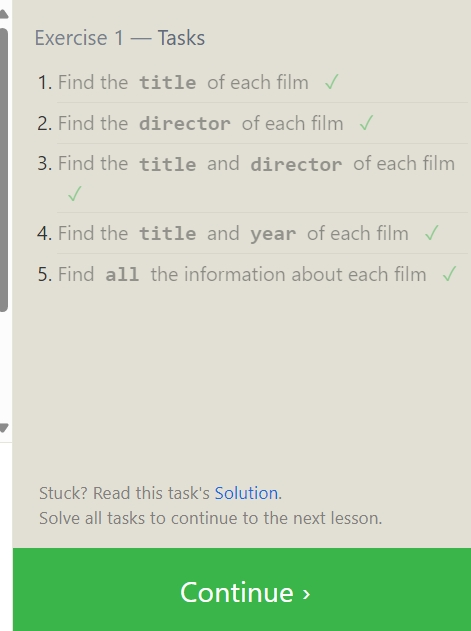 Exercise 1 — Tasks
1. Find the title of each film ✓
2. Find the director of each film ✓
3. Find the title and director of each film
✓
4. Find the title and year of each film ✓
5. Find all the information about each film ✓
Stuck? Read this task's Solution.
Solve all tasks to continue to the next lesson.
Continue ›